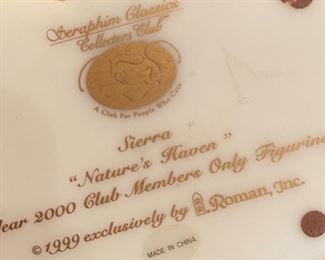 Seraphim Classics
Collectors Club
A Club For People Who Care
Sierra
"Nature's Haven"
Year 2000 Club Members Only Figurine
©1999 exclusively by Roman, Inc.
MADE IN CHINA